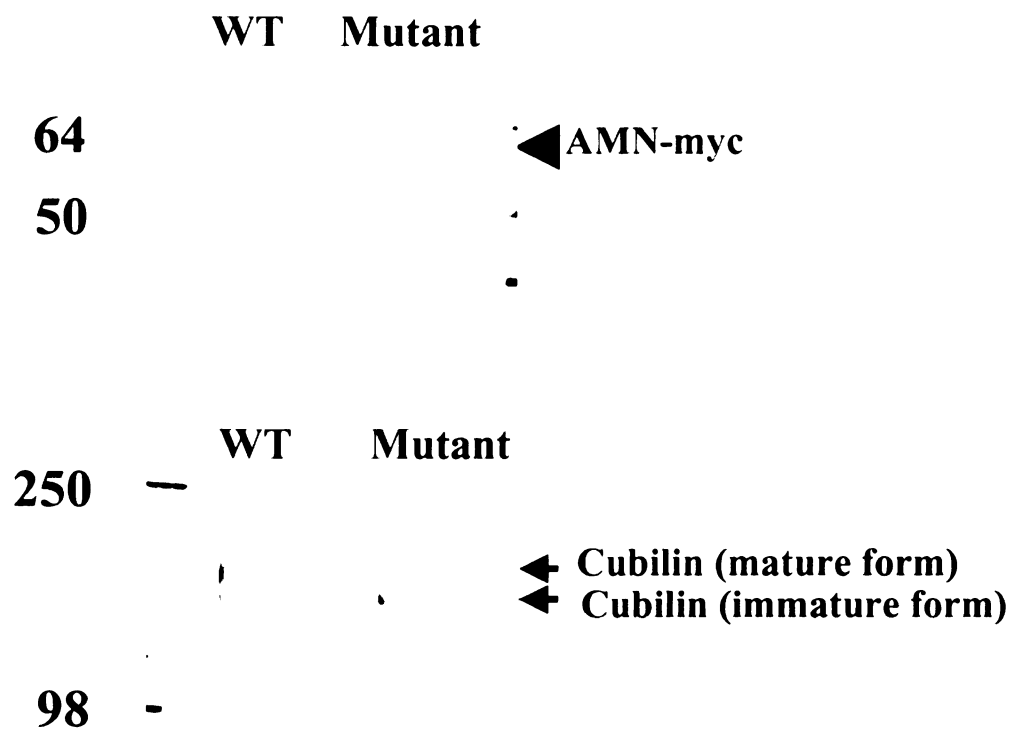 WT Mutant
64
AMN-myc
50
WT Mutant
250
Cubilin (mature form)
Cubilin (immature form)
98